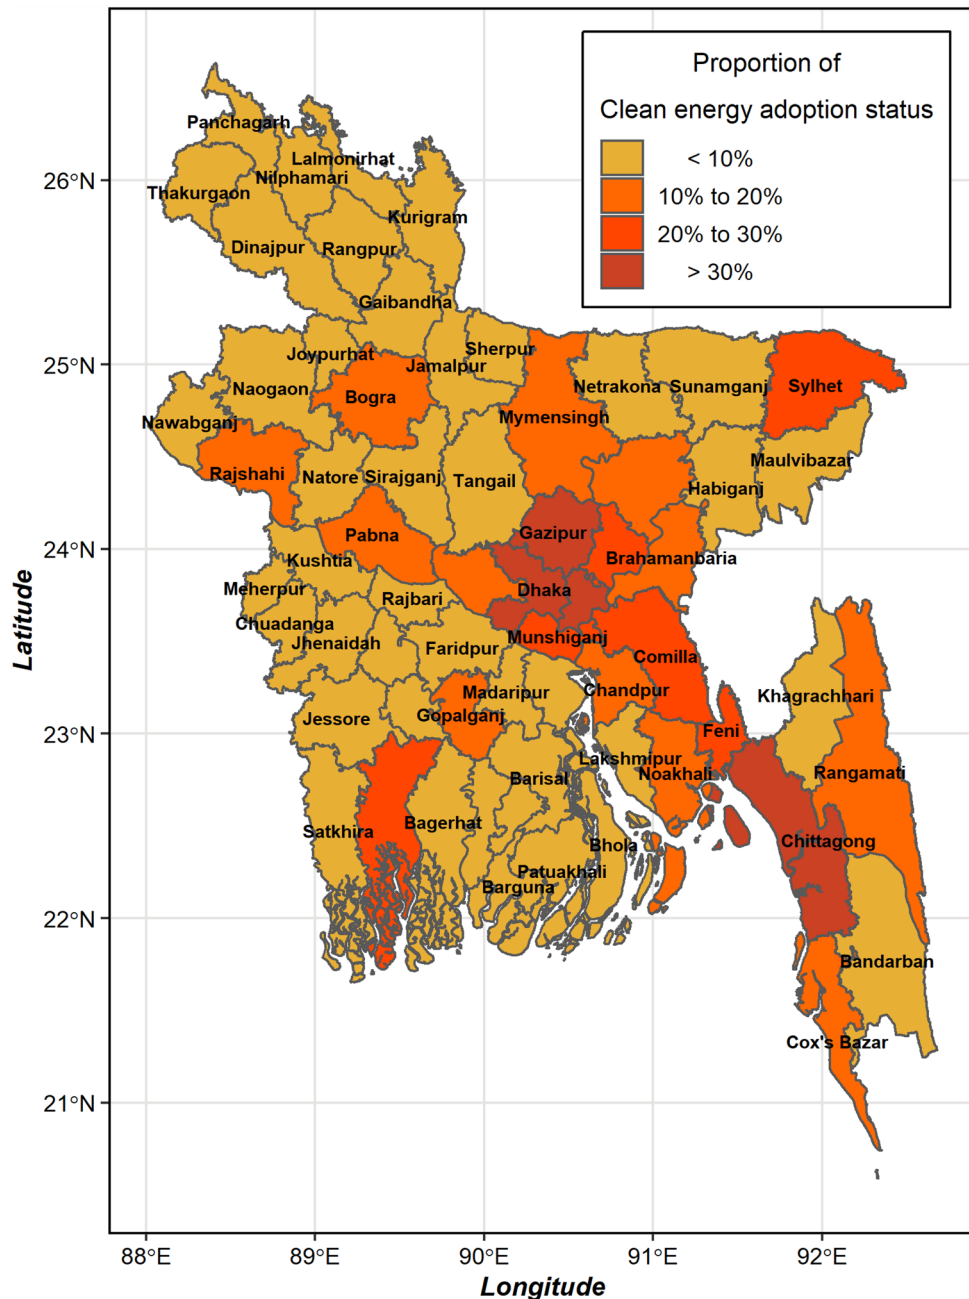 Proportion of
Clean energy adoption status
< 10%
10% to 20%
20% to 30%
> 30%
Panchagarh
Lalmonirhat
Nilphamari
Thakurgaon
Kurigram
Dinajpur
Rangpur
Gaibandha
Sherpur
Joypurhat
Jamalpur
Naogaon
Bogra
Netrakona
Sunamganj
Sylhet
Nawabganj
Mymensingh
Rajshahi
Natore
Sirajganj
Tangail
Maulvibazar
Habiganj
Pabna
Gazipur
Kushtia
Brahamanbaria
Meherpur
Dhaka
Rajbari
Chuadanga
Jhenaidah
Faridpur
Munshiganj
Comilla
Madaripur
Chandpur
Khagrachhari
Jessore
Gopalganj
Feni
Lakshmipur
Noakhali
Rangamati
Barisal
Satkhira
Bagerhat
Bhola
Chittagong
Patuakhali
Barguna
Bandarban
Cox's Bazar
26°N
25°N
24°N
23°N
22°N
21°N
Latitude
88°E
89°E
90°E
91°E
92°E
Longitude